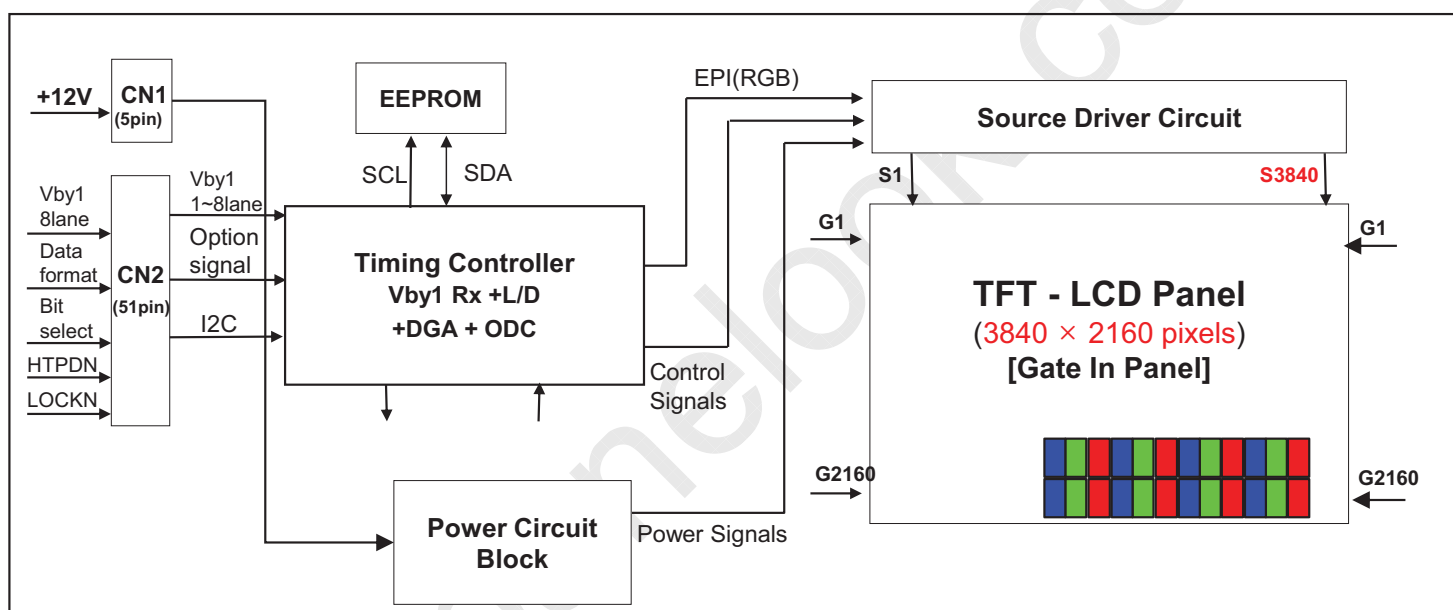 +12V
CN1
(5pin)
EEPROM
SCL
SDA
Vby1
8lane
Data
format
Bit
select
HTPDN
LOCKN
CN2
(51pin)
Vby1
1~8lane
Option
signal
I2C
Timing Controller
Vby1 Rx +L/D
+DGA + ODC
EPI(RGB)
Control
Signals
Power Circuit
Block
Power Signals
Source Driver Circuit
S1
S3840
G1
G1
TFT - LCD Panel
(3840 × 2160 pixels)
[Gate In Panel]
G2160
G2160